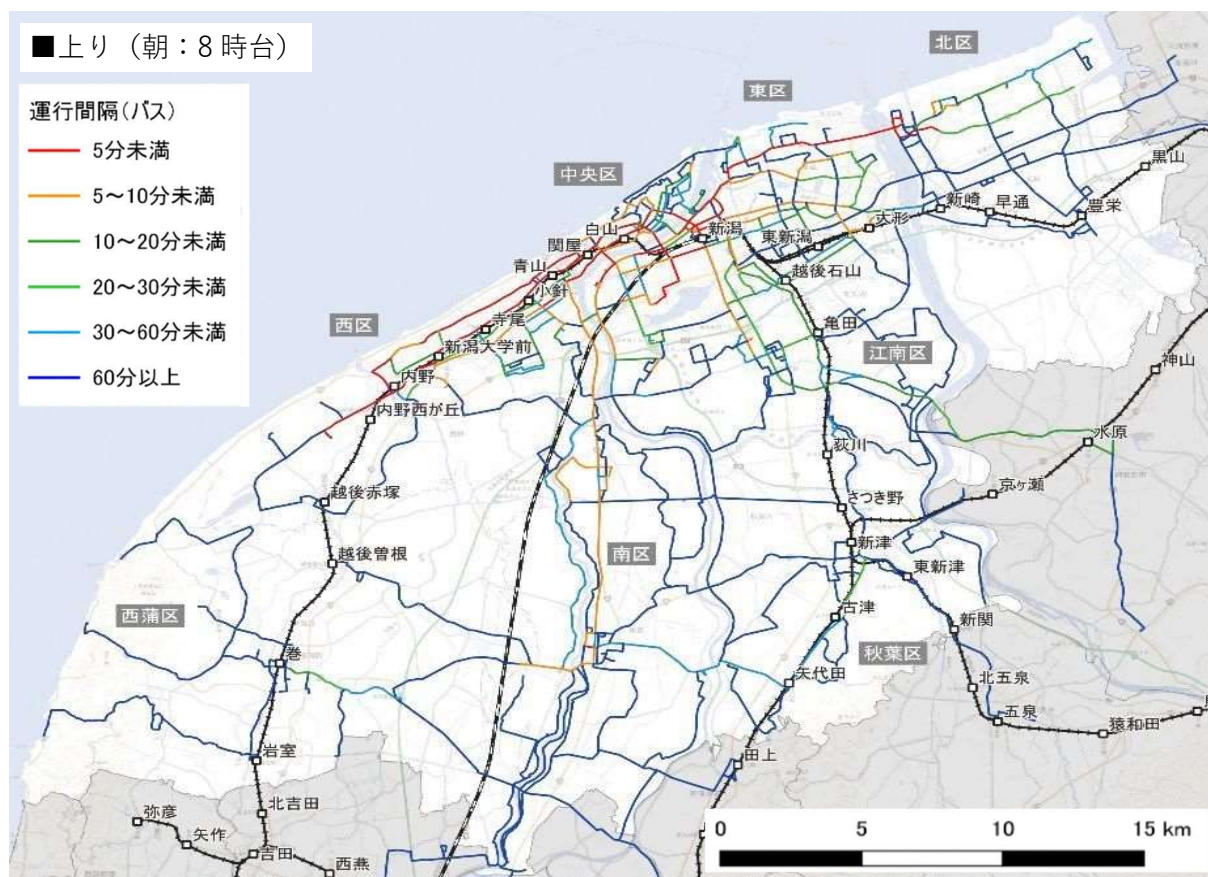 ■上り（朝：8時台）
運行間隔（バス）
5分未満
5～10分未満
10～20分未満
20～30分未満
30～60分未満
60分以上
北区
東区
中央区
西区
江南区
南区
西蒲区
秋葉区
黒山
豊栄
早通
新崎
大形
東新潟
新潟
白山
関屋
青山
小針
寺尾
新潟大学前
内野
内野西が丘
越後赤塚
越後曽根
巻
岩室
北吉田
吉田
弥彦
矢作
西燕
越後石山
亀田
荻川
さつき野
新津
古津
矢代田
田上
東新津
新関
北五泉
五泉
猿和田
京ヶ瀬
水原
神山
0 5 10 15 km